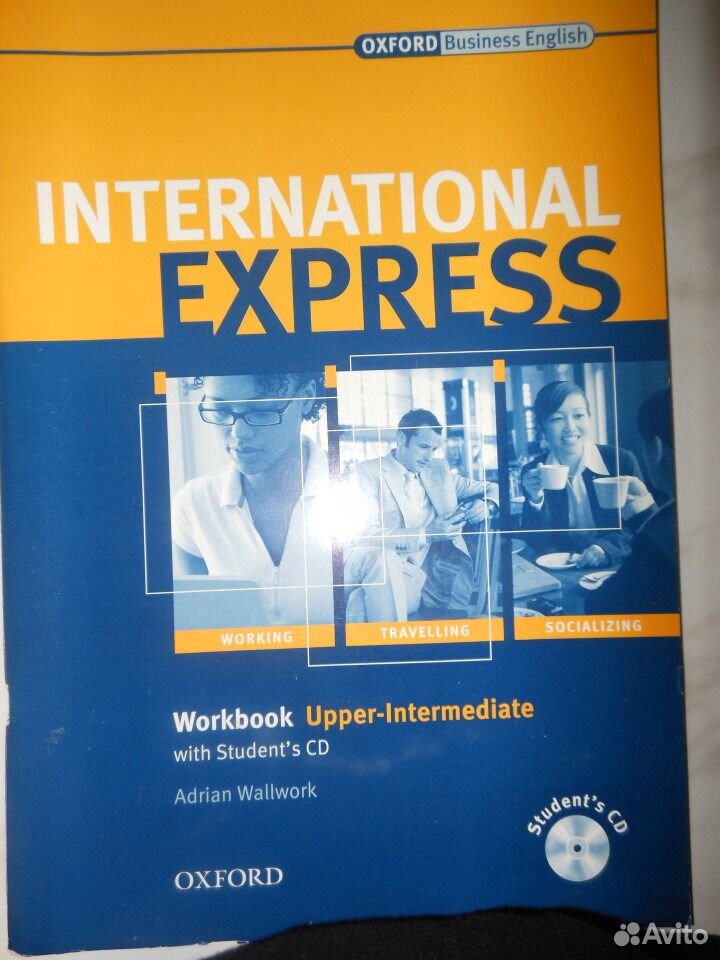 OXFORD Business English
INTERNATIONAL
EXPRESS
WORKING
TRAVELLING
SOCIALIZING
Workbook Upper-Intermediate
with Student's CD
Adrian Wallwork
Student's CD
OXFORD
Avito